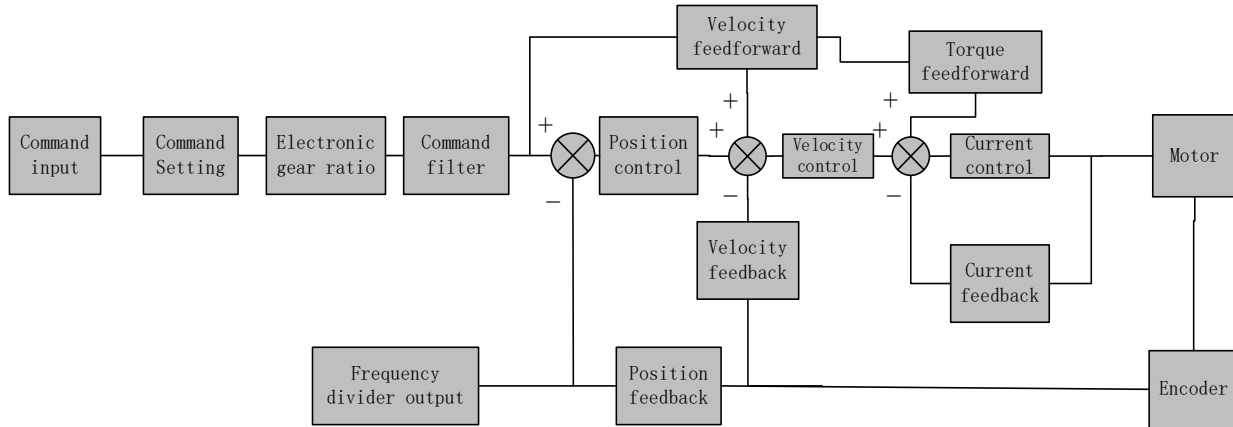 Velocity
feedforward
Torque
feedforward
+
+
+
+
+
Command
input
Command
Setting
Electronic
gear ratio
Command
filter
Position
control
Velocity
control
Current
control
Motor
−
−
−
Velocity
feedback
Current
feedback
Frequency
divider output
Position
feedback
Encoder